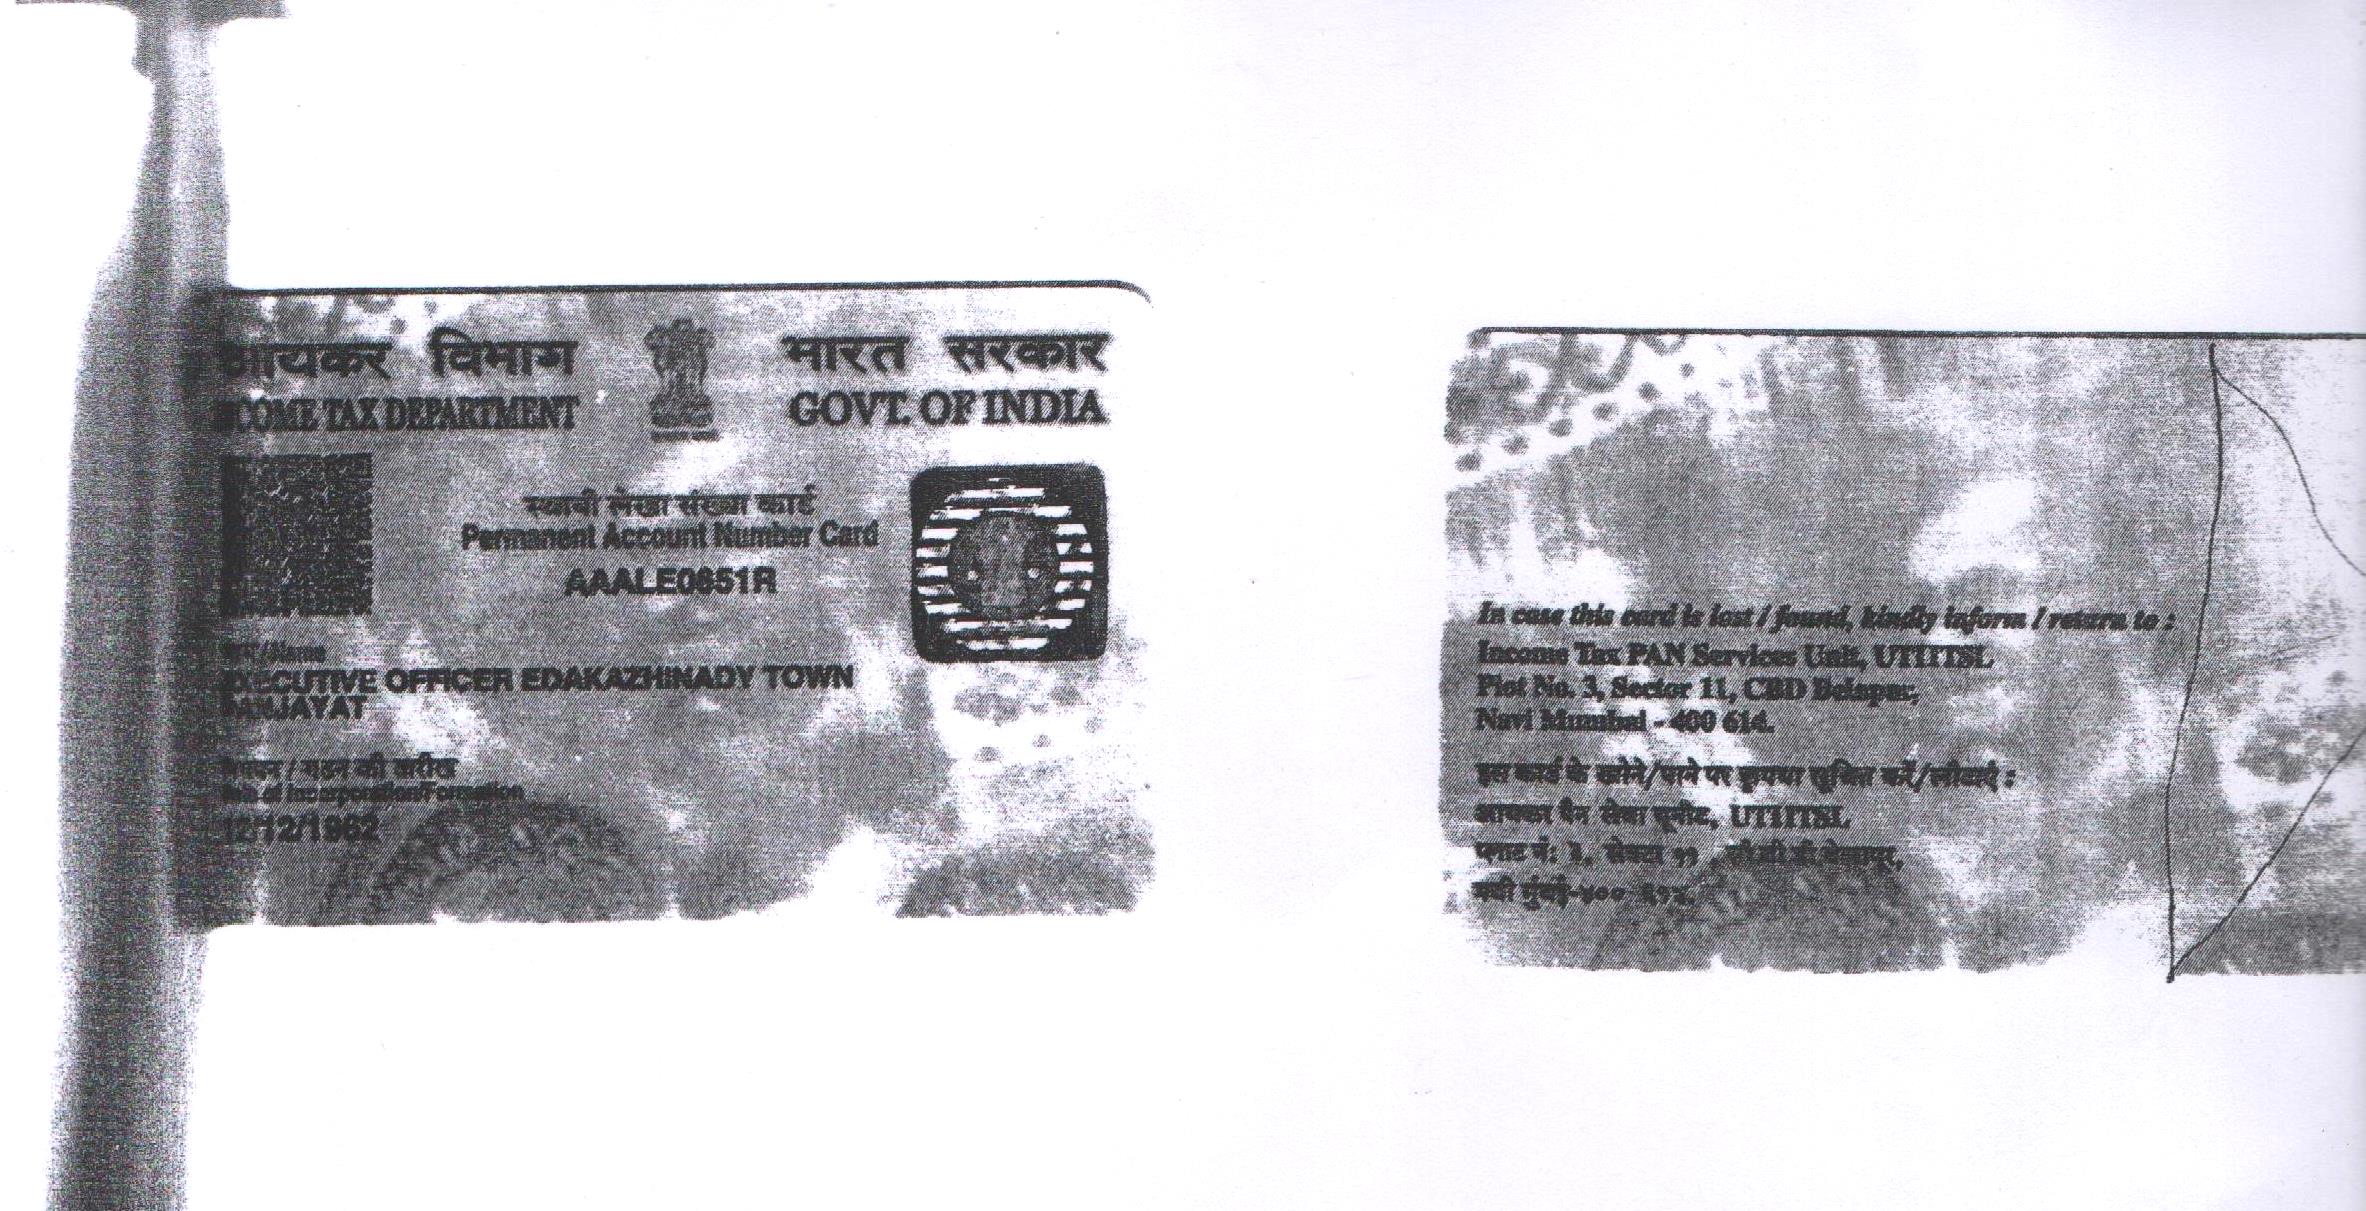 आयकर विभाग
INCOME TAX DEPARTMENT
भारत सरकार
GOVT. OF INDIA
स्थायी लेखा संख्या कार्ड
Permanent Account Number Card
AAALE0851R
/Name
EXECUTIVE OFFICER EDAKAZHINADY TOWN
PANJAYAT
/ गठन की तारीख
Date of Incorporation/Formation
12/12/1962
In case this card is lost / found, kindly inform / return to :
Income Tax PAN Services Unit, UTIITSL
Plot No. 3, Sector 11, CBD Belapur,
Navi Mumbai - 400 614.
इस कार्ड के खोने/पाने पर कृपया सूचित करें/लौटाएं :
आयकर पैन सेवा यूनीट, UTIITSL
प्लाट नं: ३, सेक्टर ११ , सी.बी.डी.बेलापूर,
नवी मुंबई-४०० ६१४.